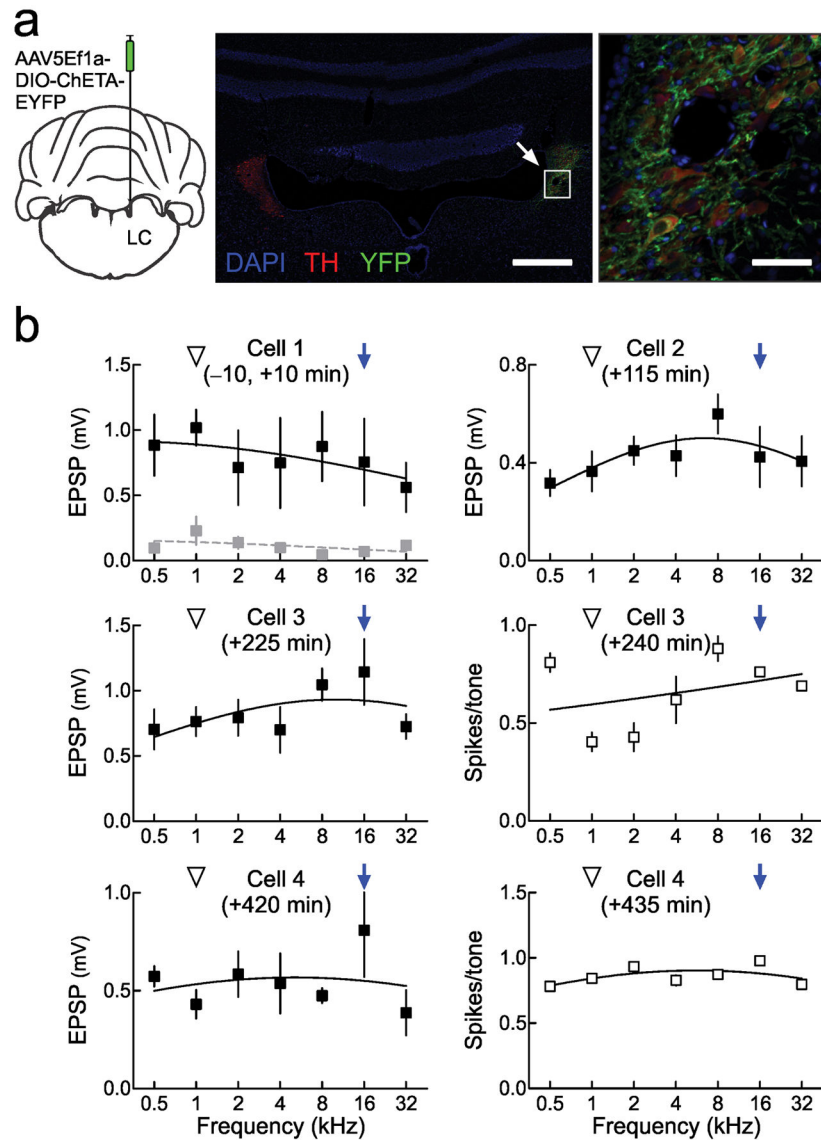 a
AAV5Ef1a-
DIO-ChETA-
EYFP
LC
DAPI TH YFP
b
Cell 1
(−10, +10 min)
EPSP (mV)
1.5
1.0
0.5
0.0
0.5 1 2 4 8 16 32
Cell 2
(+115 min)
EPSP (mV)
0.8
0.4
0.0
0.5 1 2 4 8 16 32
Cell 3
(+225 min)
EPSP (mV)
1.5
1.0
0.5
0.0
0.5 1 2 4 8 16 32
Cell 3
(+240 min)
Spikes/tone
1.0
0.5
0.0
0.5 1 2 4 8 16 32
Cell 4
(+420 min)
EPSP (mV)
1.0
0.5
0.0
0.5 1 2 4 8 16 32
Frequency (kHz)
Cell 4
(+435 min)
Spikes/tone
1.5
1.0
0.5
0.0
0.5 1 2 4 8 16 32
Frequency (kHz)